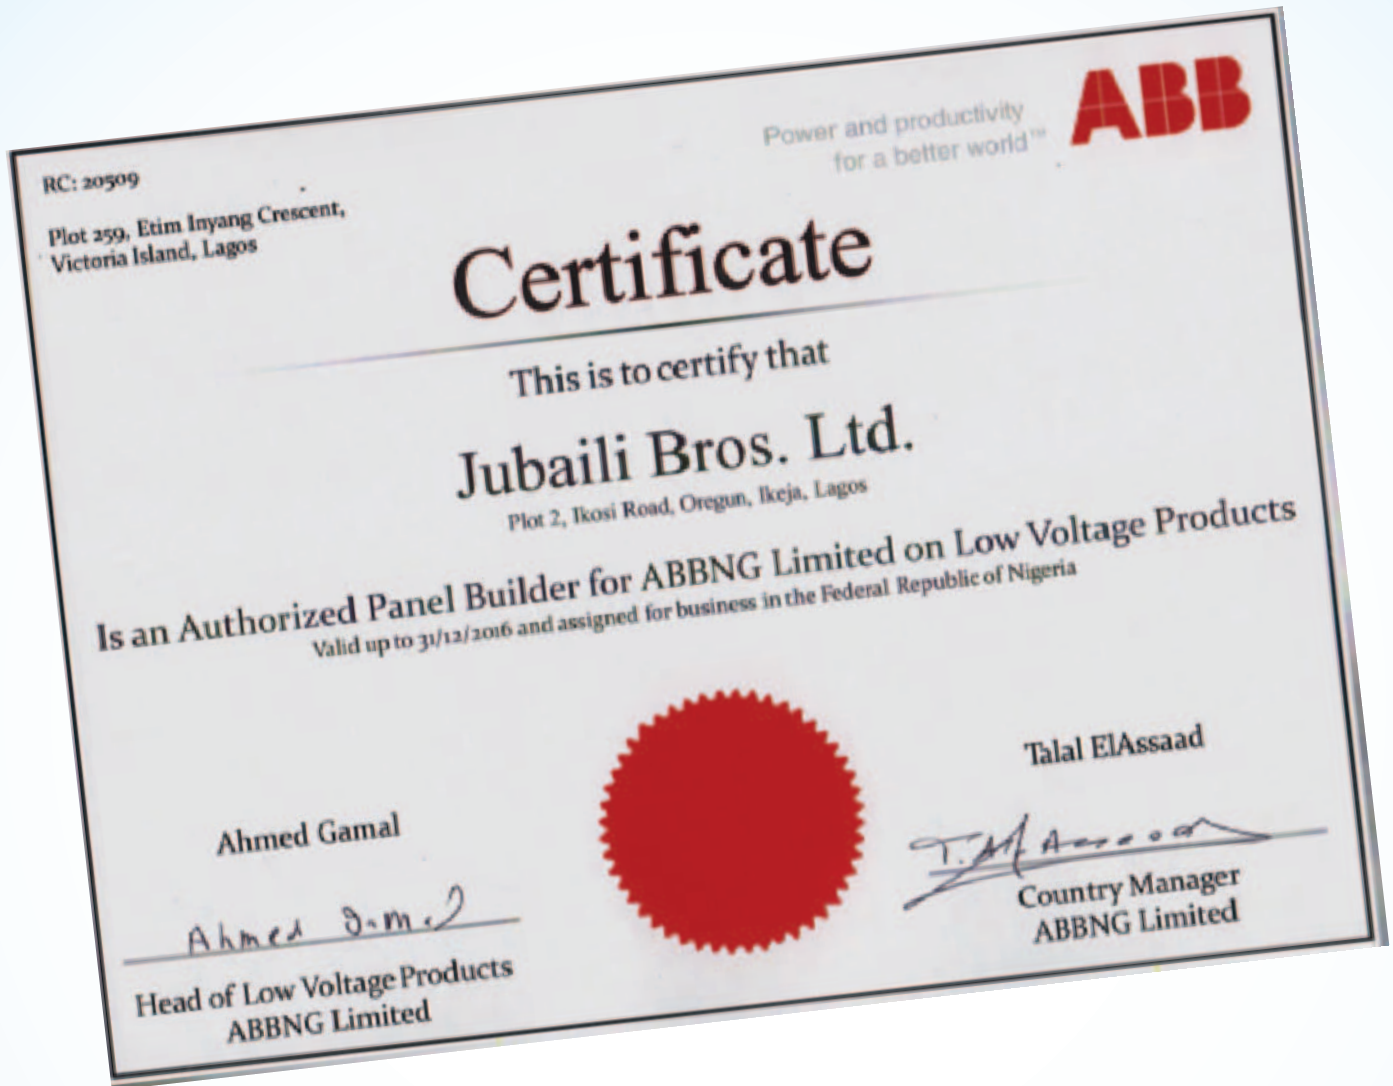 RC: 20509
Plot 259, Etim Inyang Crescent,
Victoria Island, Lagos
Power and productivity
for a better world™
ABB
Certificate
This is to certify that
Jubaili Bros. Ltd.
Plot 2, Ikosi Road, Oregun, Ikeja, Lagos
Is an Authorized Panel Builder for ABBNG Limited on Low Voltage Products
Valid up to 31/12/2016 and assigned for business in the Federal Republic of Nigeria
Ahmed Gamal
Ahmed
Head of Low Voltage Products
ABBNG Limited
Talal ElAssaad
Country Manager
ABBNG Limited